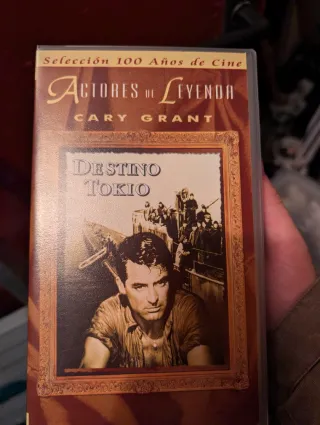 Selección 100 Años de Cine
ACTORES DE LEYENDA
CARY GRANT
DESTINO
TOKIO